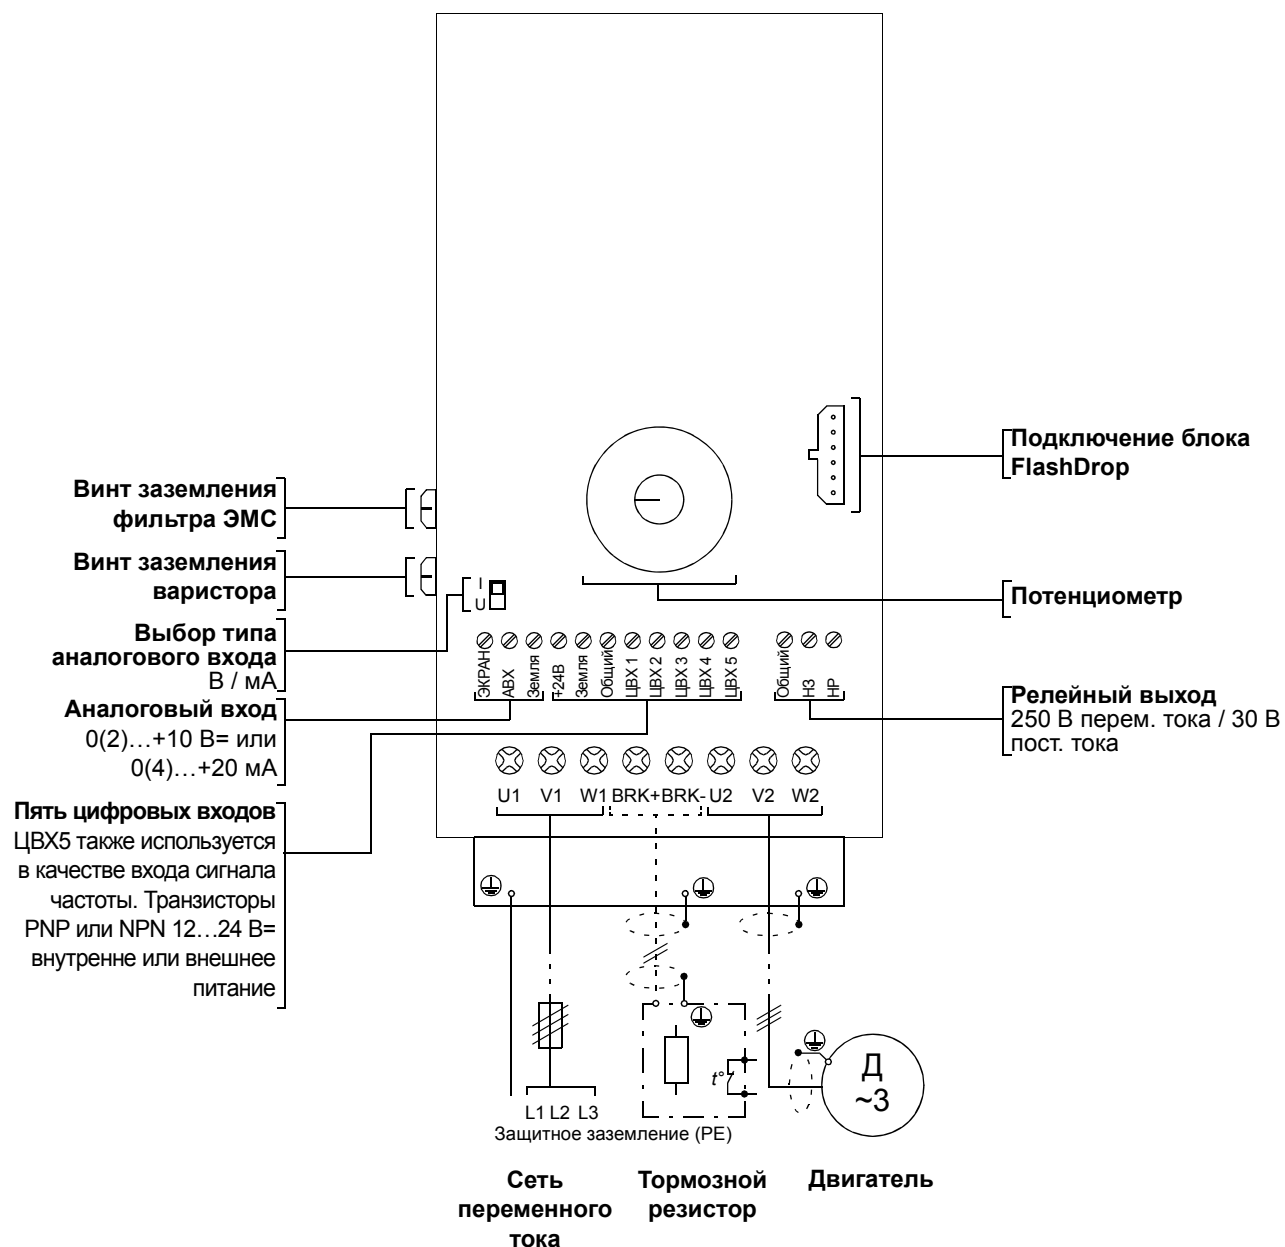 Винт заземления
фильтра ЭМС
Винт заземления
варистора
Выбор типа
аналогового входа
В / мА
Аналоговый вход
0(2)…+10 В= или
0(4)…+20 мА
Пять цифровых входов
ЦВХ5 также используется
в качестве входа сигнала
частоты. Транзисторы
PNP или NPN 12…24 В=
внутренне или внешнее
питание
I
U
ЭКРАН
АВХ
Земля
+24В
Земля
Общий
ЦВХ 1
ЦВХ 2
ЦВХ 3
ЦВХ 4
ЦВХ 5
Общий
НЗ
НР
Подключение блока
FlashDrop
Потенциометр
Релейный выход
250 В перем. тока / 30 В
пост. тока
U1 V1 W1 BRK+ BRK- U2 V2 W2
t°
Д
~3
L1 L2 L3
Защитное заземление (PE)
Сеть
переменного
тока
Тормозной
резистор
Двигатель